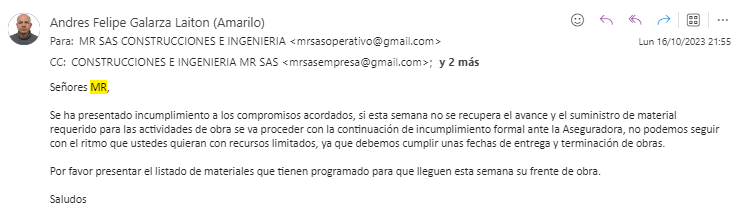 Andres Felipe Galarza Laiton (Amarilo)
Para: MR SAS CONSTRUCCIONES E INGENIERIA <mrsasoperativo@gmail.com>
Lun 16/10/2023 21:55
CC: CONSTRUCCIONES E INGENIERIA MR SAS <mrsasempresa@gmail.com>; y 2 más
Señores MR,
Se ha presentado incumplimiento a los compromisos acordados, si esta semana no se recupera el avance y el suministro de material
requerido para las actividades de obra se va proceder con la continuación de incumplimiento formal ante la Aseguradora, no podemos seguir
con el ritmo que ustedes quieran con recursos limitados, ya que debemos cumplir unas fechas de entrega y terminación de obras.
Por favor presentar el listado de materiales que tienen programado para que lleguen esta semana su frente de obra.
Saludos